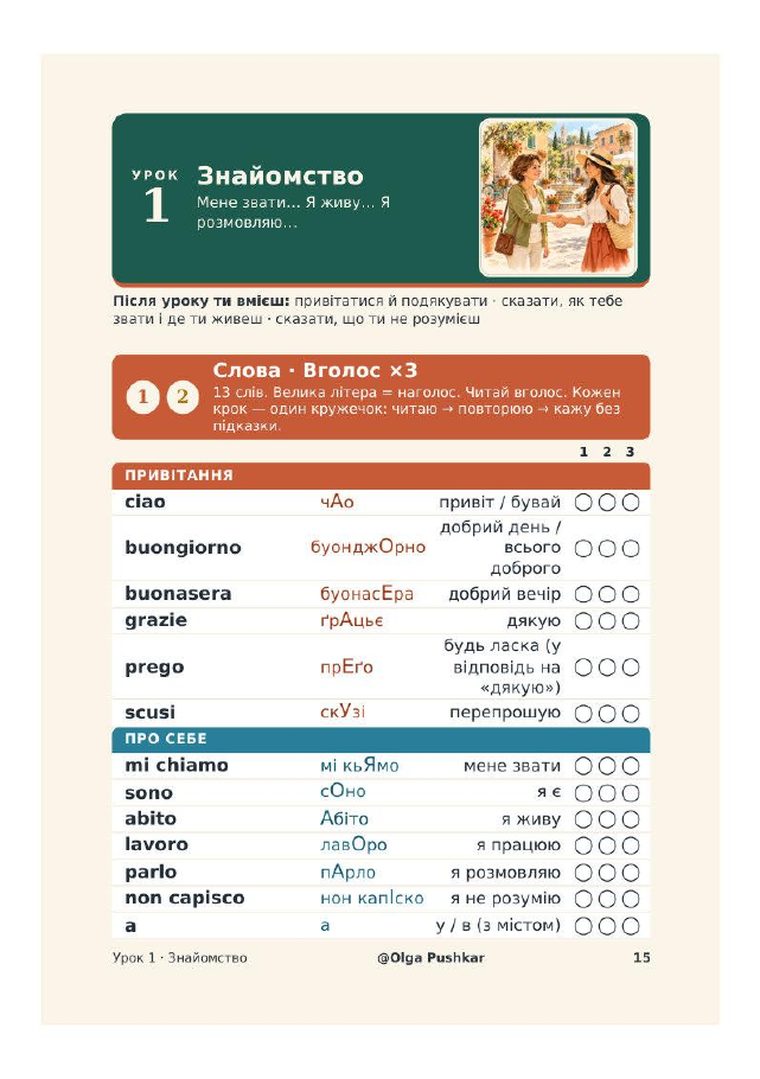 УРОК
1
Знайомство
Мене звати… Я живу… Я
розмовляю…
Після уроку ти вмієш: привітатися й подякувати · сказати, як тебе
звати і де ти живеш · сказати, що ти не розумієш
1 2
Слова · Вголос ×3
13 слів. Велика літера = наголос. Читай вголос. Кожен
крок — один кружечок: читаю → повторюю → кажу без
підказки.
1 2 3
ПРИВІТАННЯ
ciao чАо привіт / бувай
buongiorno буонджОрно добрий день /
всього
доброго
buonasera буонасЕра добрий вечір
grazie ґрАцьє дякую
prego прЕґо будь ласка (у
відповідь на
«дякую»)
scusi скУзі перепрошую
ПРО СЕБЕ
mi chiamo мі кьЯмо мене звати
sono сОно я є
abito Абіто я живу
lavoro лавОро я працюю
parlo пАрло я розмовляю
non capisco нон капІско я не розумію
a а у / в (з містом)
Урок 1 · Знайомство @Olga Pushkar 15